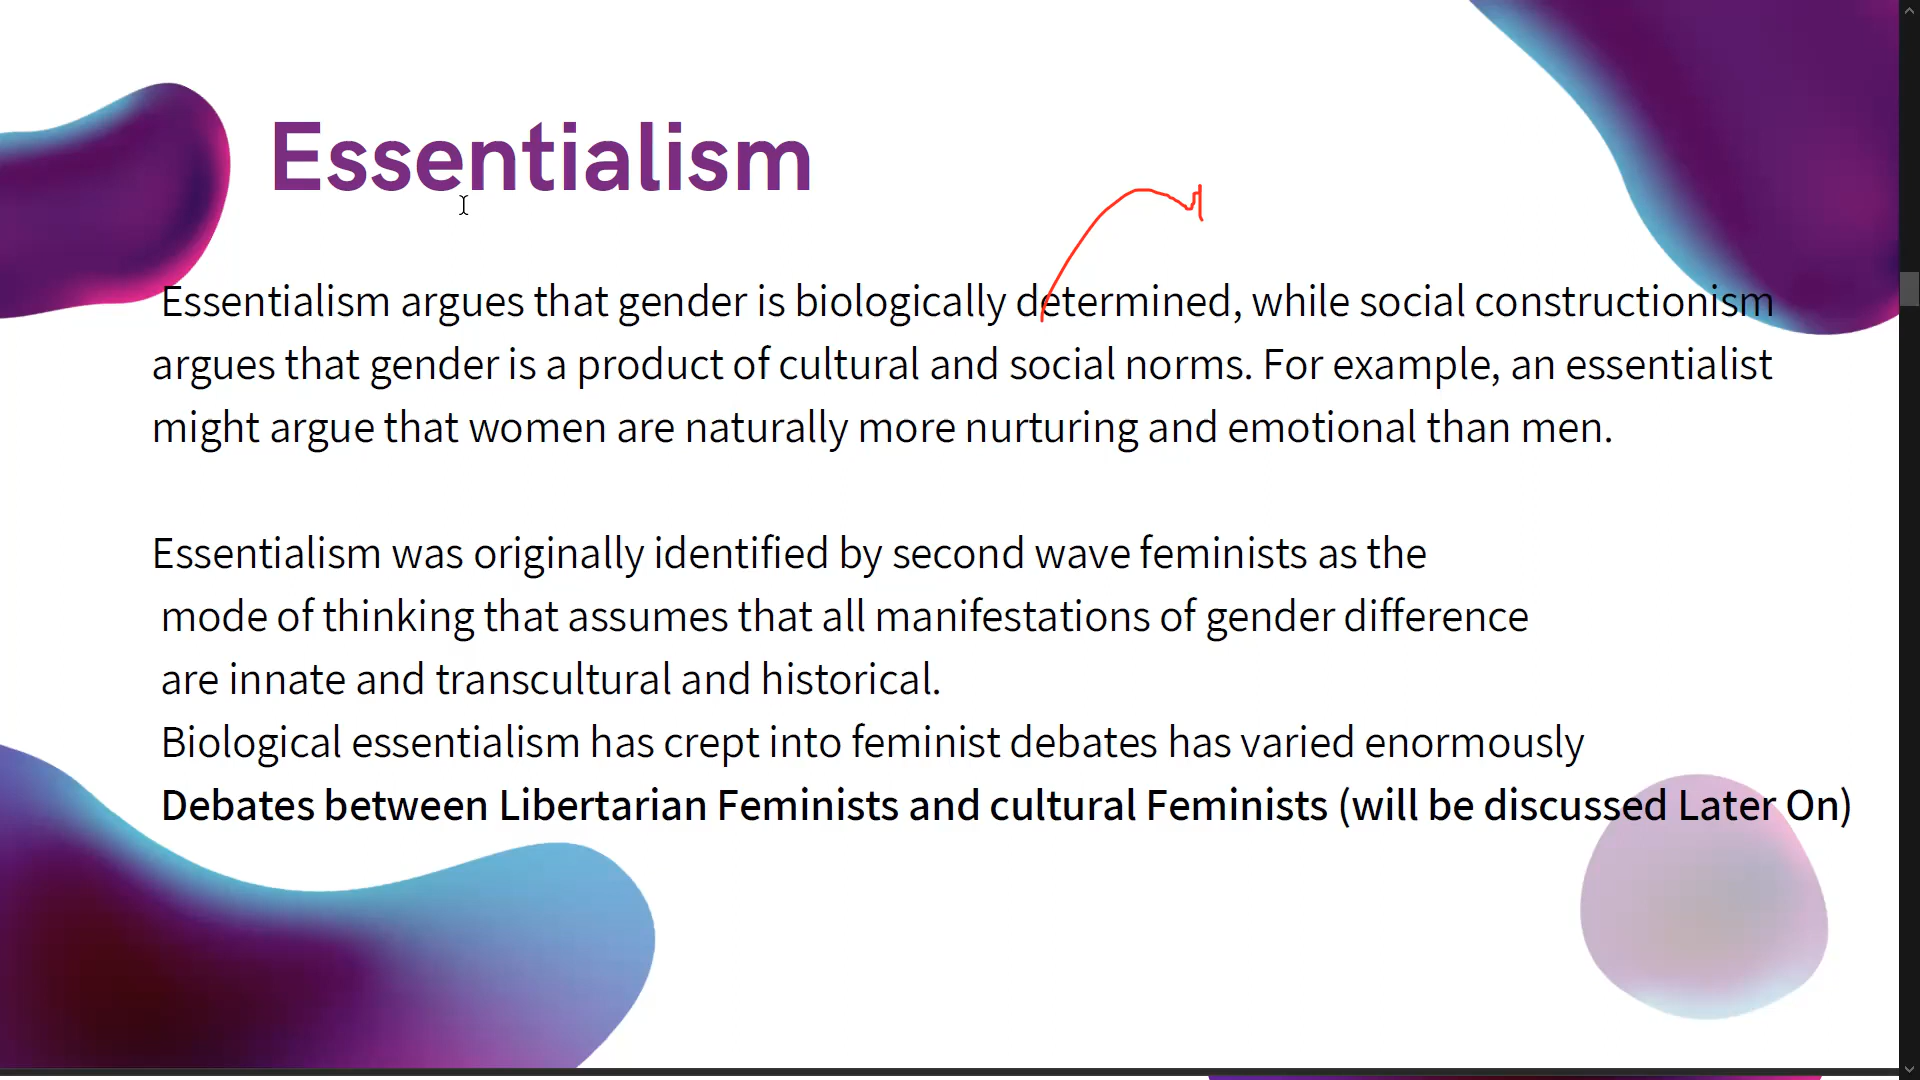 Essentialism
Essentialism argues that gender is biologically determined, while social constructionism
argues that gender is a product of cultural and social norms. For example, an essentialist
might argue that women are naturally more nurturing and emotional than men.
Essentialism was originally identified by second wave feminists as the
mode of thinking that assumes that all manifestations of gender difference
are innate and transcultural and historical.
Biological essentialism has crept into feminist debates has varied enormously
Debates between Libertarian Feminists and cultural Feminists (will be discussed Later On)